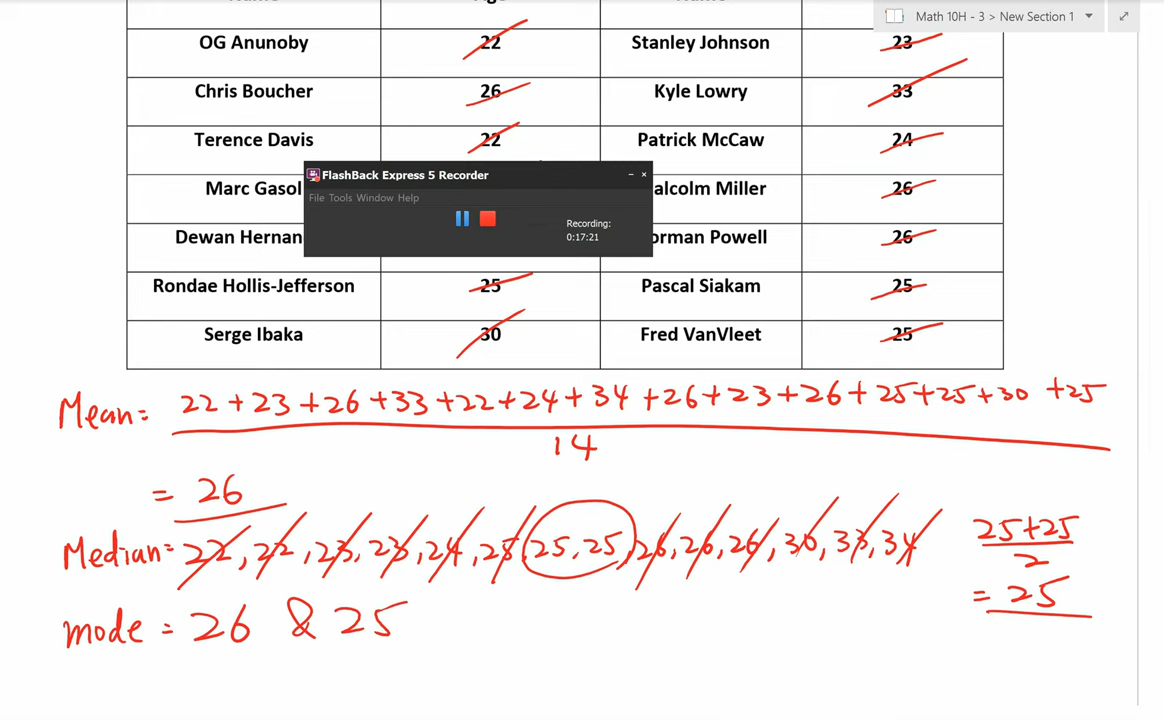 Math 10H - 3 > New Section 1
OG Anunoby 22 Stanley Johnson 23
Chris Boucher 26 Kyle Lowry 33
Terence Davis 22 Patrick McCaw 24
FlashBack Express 5 Recorder
File Tools Window Help
Recording:
0:17:21
Marc Gasol alcolm Miller 26
Dewan Hernan orman Powell 26
Rondae Hollis-Jefferson 25 Pascal Siakam 25
Serge Ibaka 30 Fred VanVleet 25
Mean = 22 + 23 + 26 + 33 + 22 + 24 + 34 + 26 + 23 + 26 + 25 + 25 + 30 + 25
14
= 26
Median = 22, 22, 23, 23, 24, 25, 25, 25, 26, 26, 26, 30, 33, 34
25+25
2
= 25
mode = 26 & 25